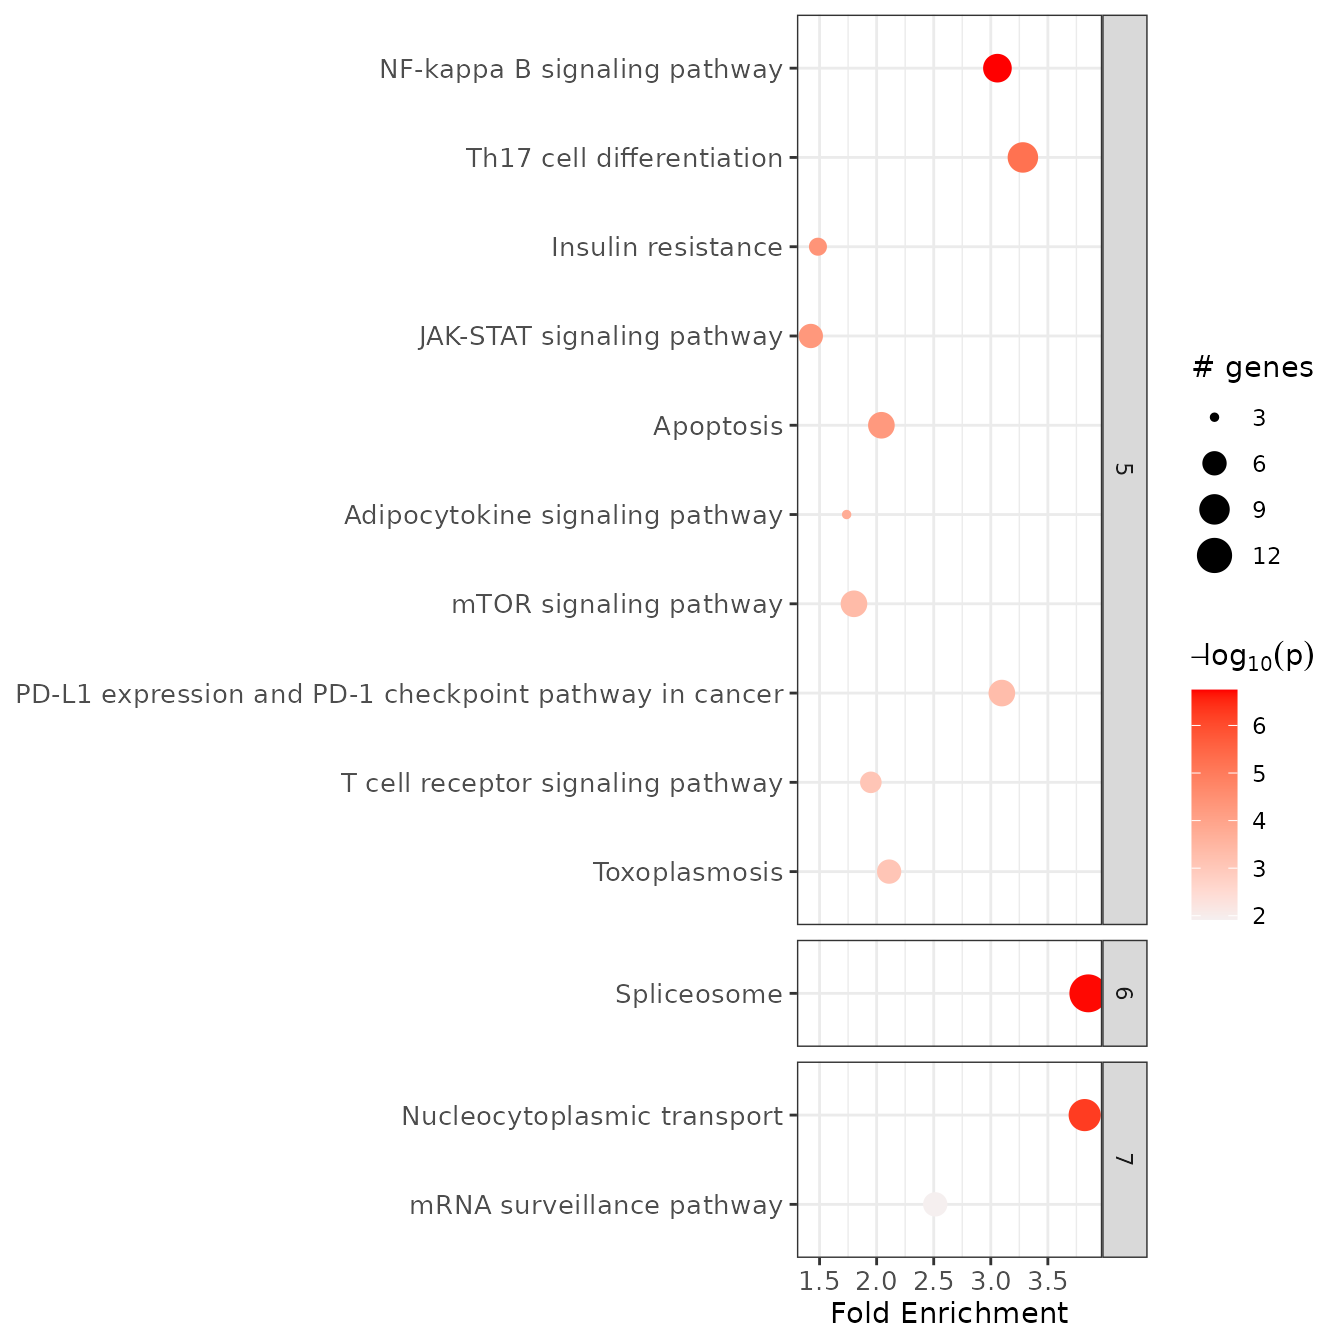 NF-kappa B signaling pathway
Th17 cell differentiation
Insulin resistance
JAK-STAT signaling pathway
Apoptosis
Adipocytokine signaling pathway
mTOR signaling pathway
PD-L1 expression and PD-1 checkpoint pathway in cancer
T cell receptor signaling pathway
Toxoplasmosis
5
Spliceosome
6
Nucleocytoplasmic transport
mRNA surveillance pathway
7
1.5 2.0 2.5 3.0 3.5
Fold Enrichment
# genes
3
6
9
12
−log₁₀(p)
6
5
4
3
2